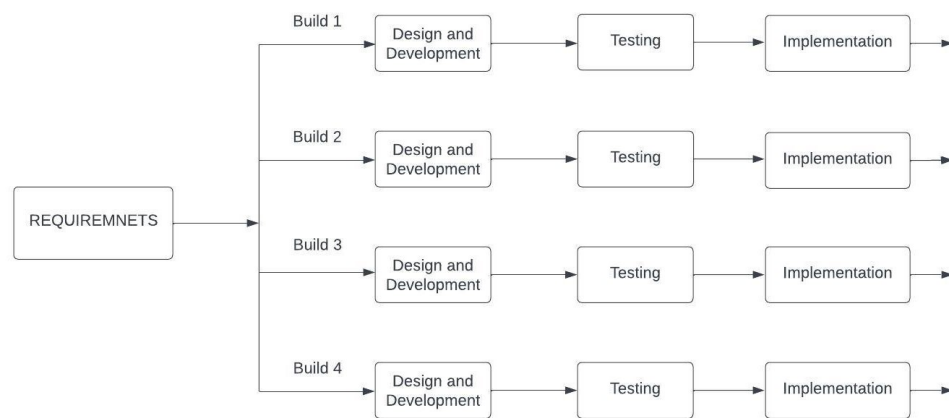 Build 1
Design and
Development
Testing
Implementation
Build 2
Design and
Development
Testing
Implementation
REQUIREMNETS
Build 3
Design and
Development
Testing
Implementation
Build 4
Design and
Development
Testing
Implementation